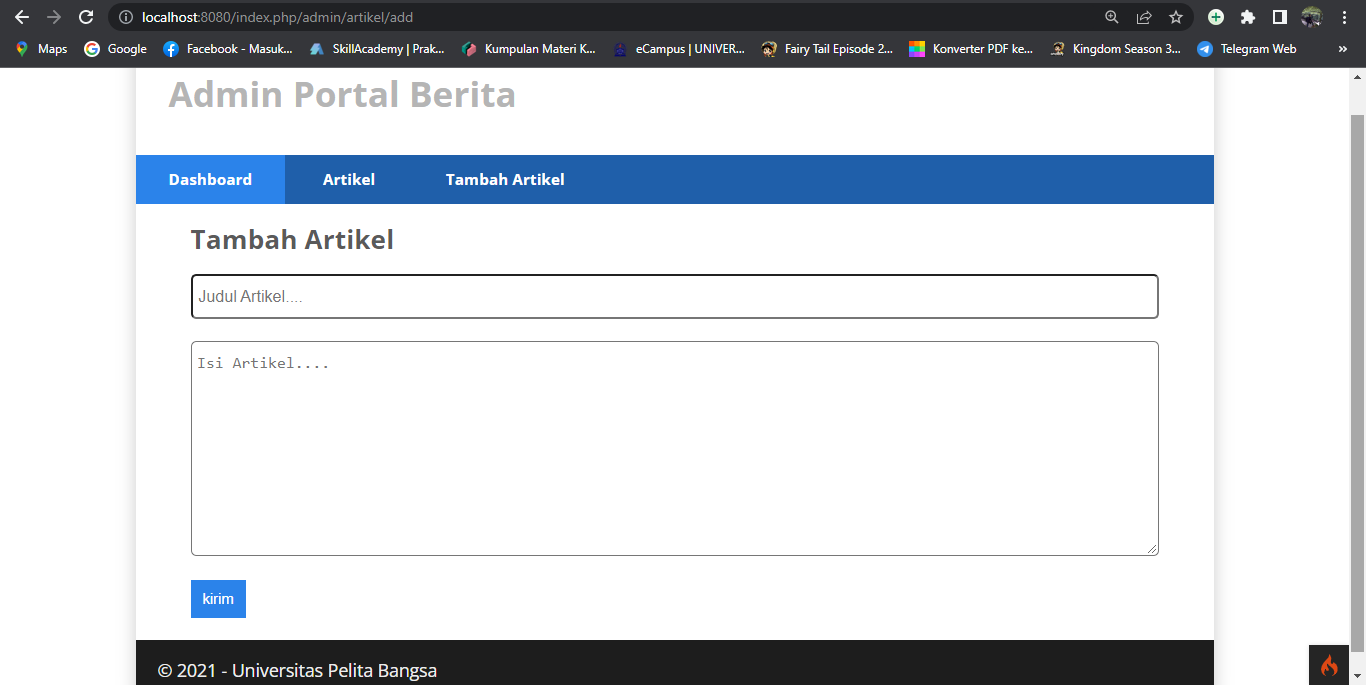 localhost:8080/index.php/admin/artikel/add
Maps Google Facebook - Masuk... SkillAcademy | Prak... Kumpulan Materi K... eCampus | UNIVER... Fairy Tail Episode 2... Konverter PDF ke... Kingdom Season 3... Telegram Web »
Admin Portal Berita
Dashboard Artikel Tambah Artikel
Tambah Artikel
Judul Artikel....
Isi Artikel....
kirim
© 2021 - Universitas Pelita Bangsa